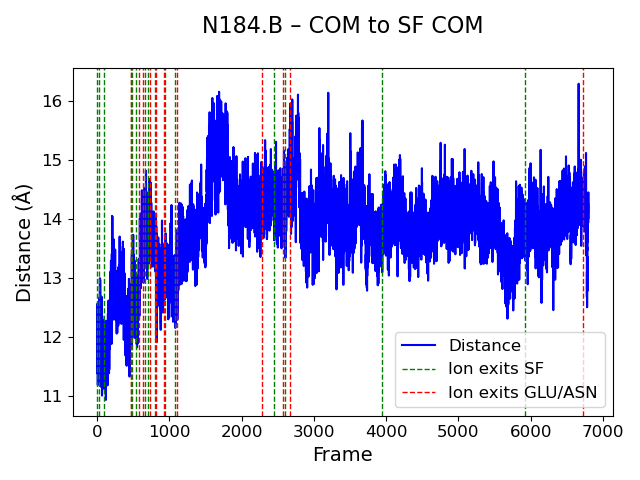 N184.B – COM to SF COM
Distance (Å)
16
15
14
13
12
11
0
1000
2000
3000
4000
5000
6000
7000
Frame
Distance
Ion exits SF
Ion exits GLU/ASN